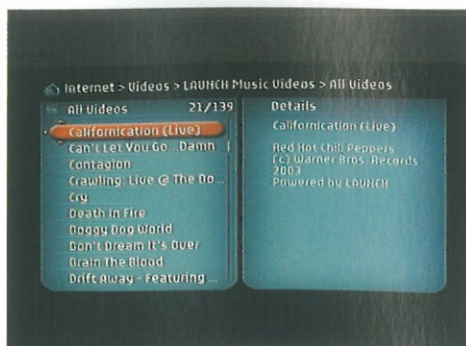 Internet > Videos > LAUNCH Music Videos > All Videos
All Videos 21/139
Californication (Live)
Can't Let You Go.. Damn
Contagion
Crawling: Live @ The Do...
Cry
Death In Fire
Doggy Dog World
Don't Dream It's Over
Drain The Blood
Drift Away - Featuring ...
Details
Californication (Live)
Red Hot Chili Peppers
(c) Warner Bros. Records
2003
Powered by LAUNCH